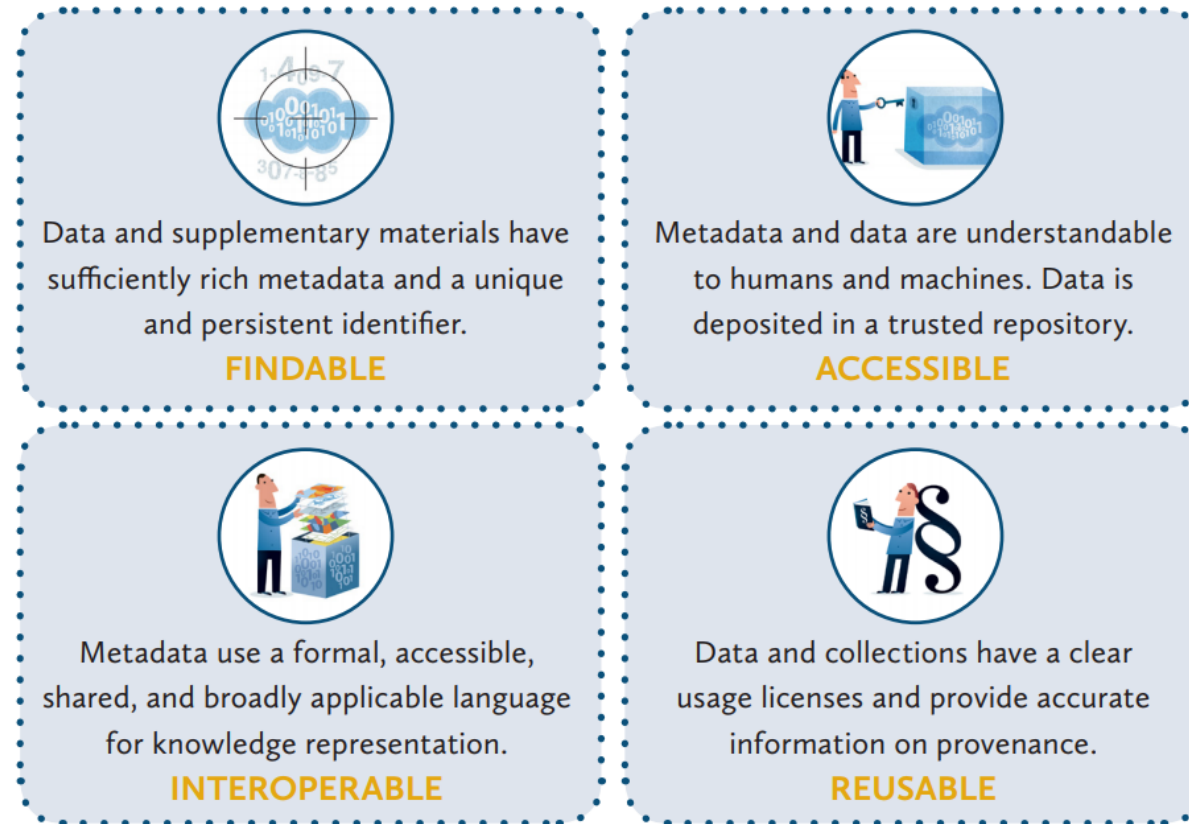 Data and supplementary materials have
sufficiently rich metadata and a unique
and persistent identifier.
FINDABLE
Metadata and data are understandable
to humans and machines. Data is
deposited in a trusted repository.
ACCESSIBLE
Metadata use a formal, accessible,
shared, and broadly applicable language
for knowledge representation.
INTEROPERABLE
Data and collections have a clear
usage licenses and provide accurate
information on provenance.
REUSABLE